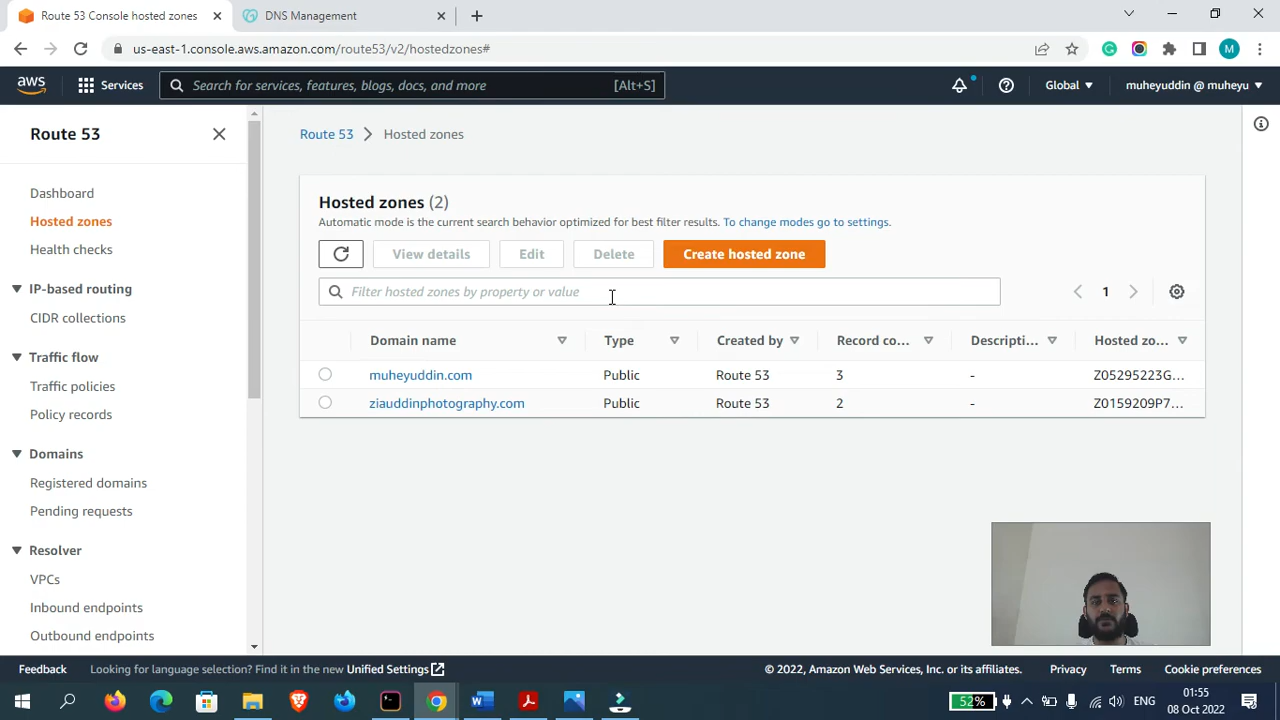 Route 53 Console hosted zones
DNS Management
us-east-1.console.aws.amazon.com/route53/v2/hostedzones#
M
aws
Services
Search for services, features, blogs, docs, and more [Alt+S]
Global
muheyuddin @ muheyu
Route 53
Dashboard
Hosted zones
Health checks
IP-based routing
CIDR collections
Traffic flow
Traffic policies
Policy records
Domains
Registered domains
Pending requests
Resolver
VPCs
Inbound endpoints
Outbound endpoints
Route 53 Hosted zones
Hosted zones (2)
Automatic mode is the current search behavior optimized for best filter results. To change modes go to settings.
View details Edit Delete Create hosted zone
Filter hosted zones by property or value
1
Domain name Type Created by Record co... Descripti... Hosted zo...
muheyuddin.com Public Route 53 3 - Z05295223G...
ziauddinphotography.com Public Route 53 2 - Z0159209P7...
Feedback Looking for language selection? Find it in the new Unified Settings © 2022, Amazon Web Services, Inc. or its affiliates. Privacy Terms Cookie preferences
52% ENG
01:55
08 Oct 2022